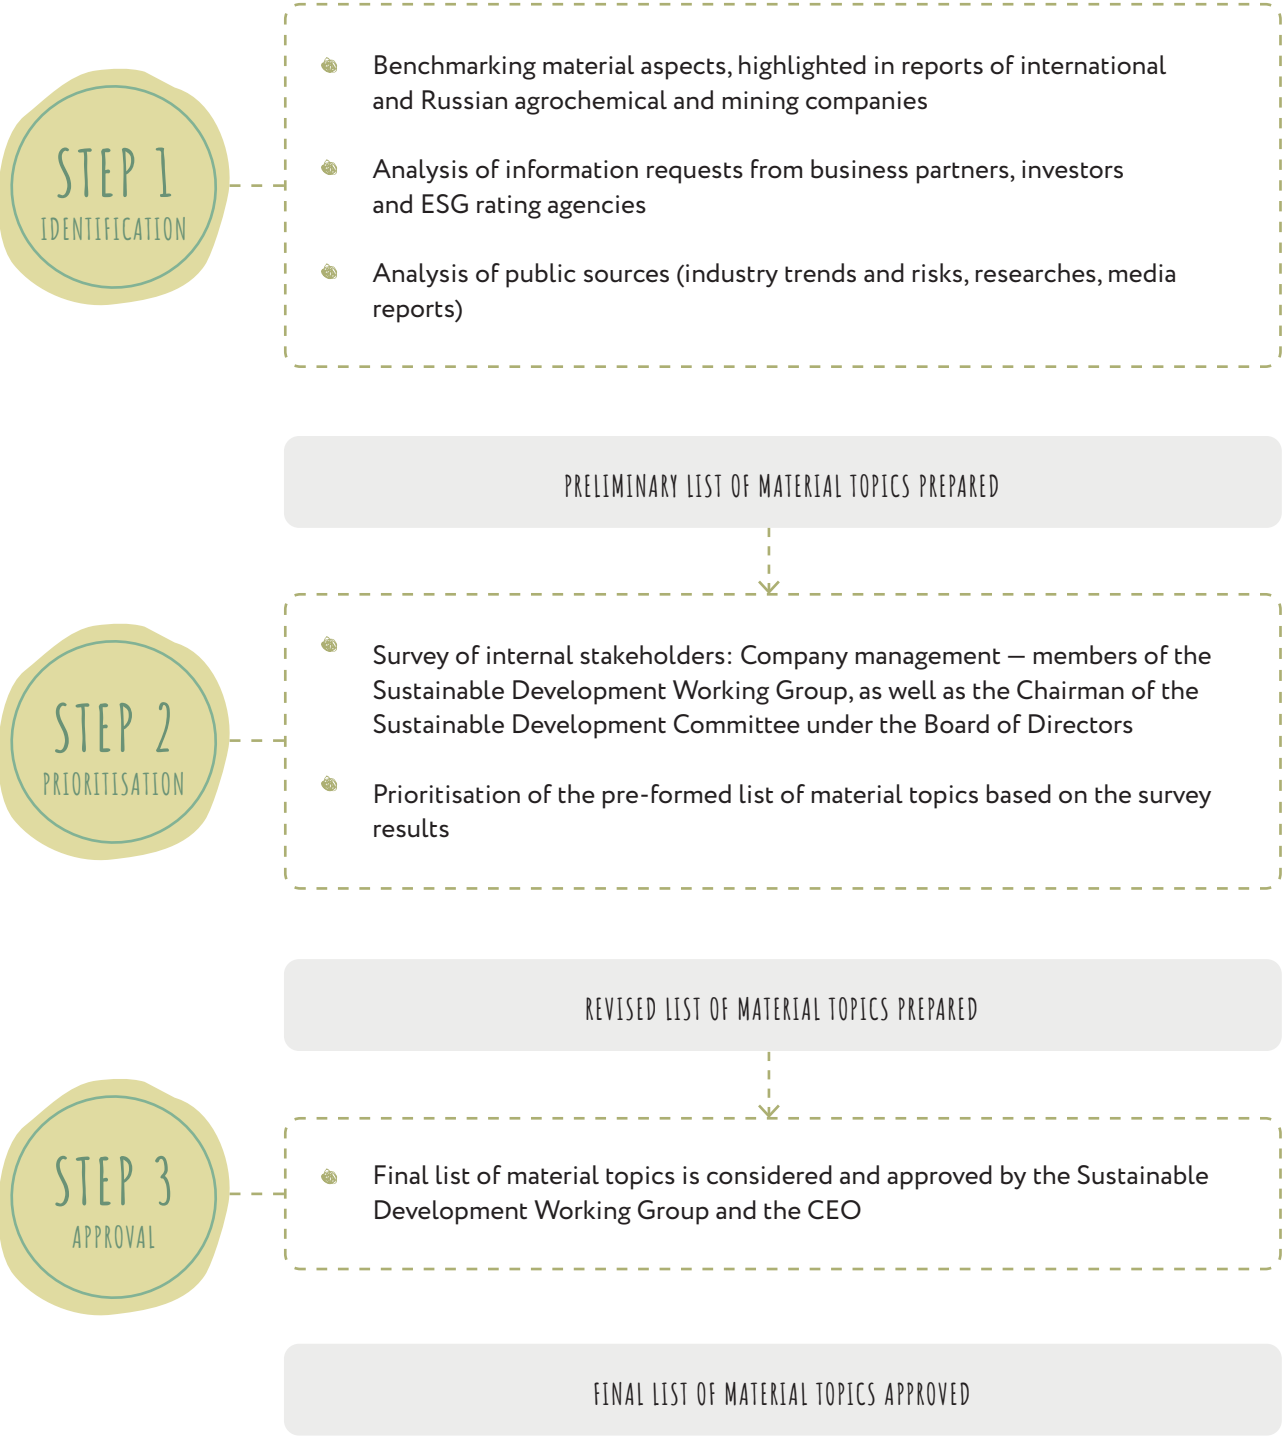 STEP 1
IDENTIFICATION
Benchmarking material aspects, highlighted in reports of international
and Russian agrochemical and mining companies
Analysis of information requests from business partners, investors
and ESG rating agencies
Analysis of public sources (industry trends and risks, researches, media
reports)
PRELIMINARY LIST OF MATERIAL TOPICS PREPARED
STEP 2
PRIORITISATION
Survey of internal stakeholders: Company management — members of the
Sustainable Development Working Group, as well as the Chairman of the
Sustainable Development Committee under the Board of Directors
Prioritisation of the pre-formed list of material topics based on the survey
results
REVISED LIST OF MATERIAL TOPICS PREPARED
STEP 3
APPROVAL
Final list of material topics is considered and approved by the Sustainable
Development Working Group and the CEO
FINAL LIST OF MATERIAL TOPICS APPROVED